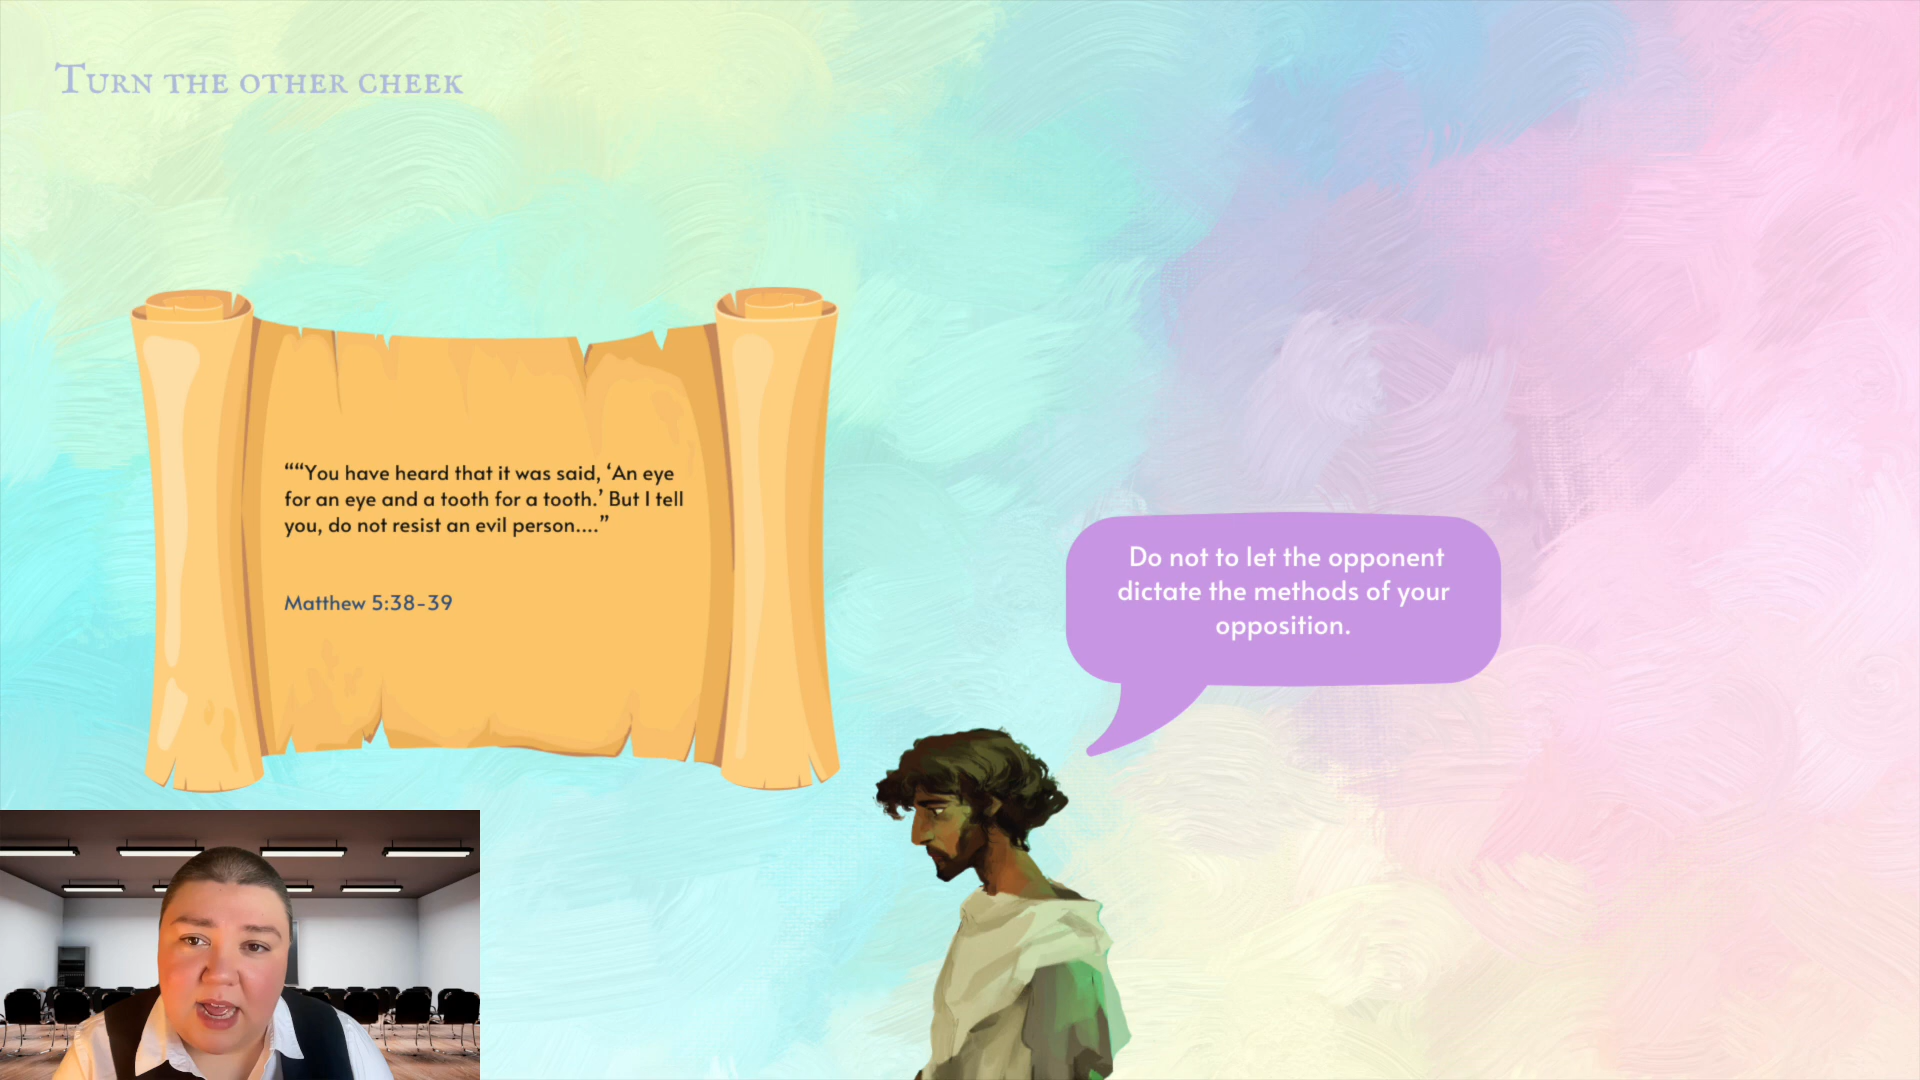 Turn the other cheek
““You have heard that it was said, ‘An eye
for an eye and a tooth for a tooth.’ But I tell
you, do not resist an evil person....”
Matthew 5:38-39
Do not to let the opponent
dictate the methods of your
opposition.